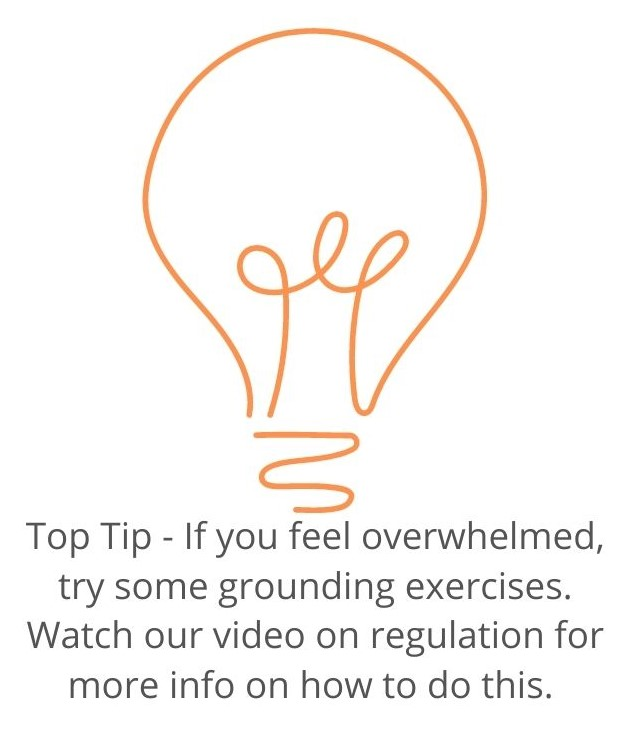 Top Tip - If you feel overwhelmed,
try some grounding exercises.
Watch our video on regulation for
more info on how to do this.